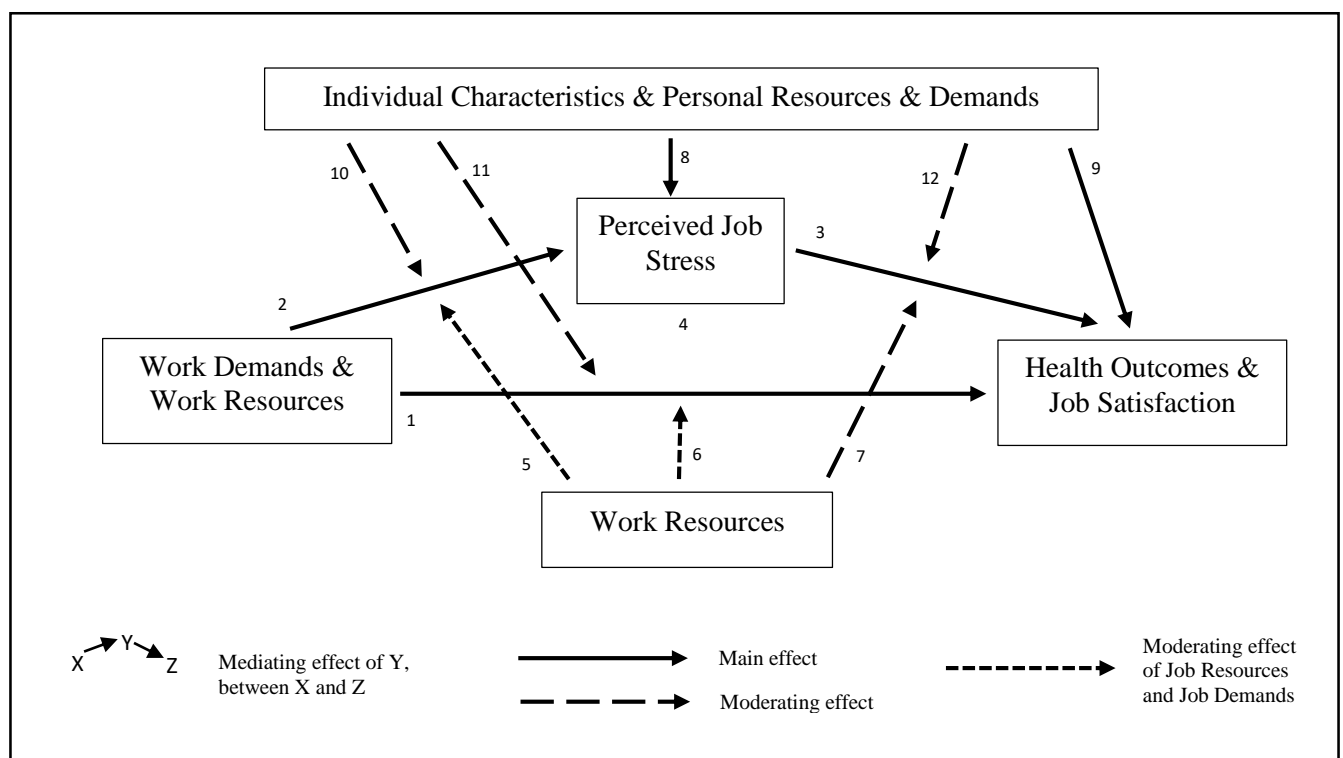 Individual Characteristics & Personal Resources & Demands
10
11
8
12
9
Perceived Job
Stress
3
2
4
Work Demands &
Work Resources
Health Outcomes &
Job Satisfaction
1
5
6
7
Work Resources
X
Y
Z
Mediating effect of Y,
between X and Z
Main effect
Moderating effect
Moderating effect
of Job Resources
and Job Demands